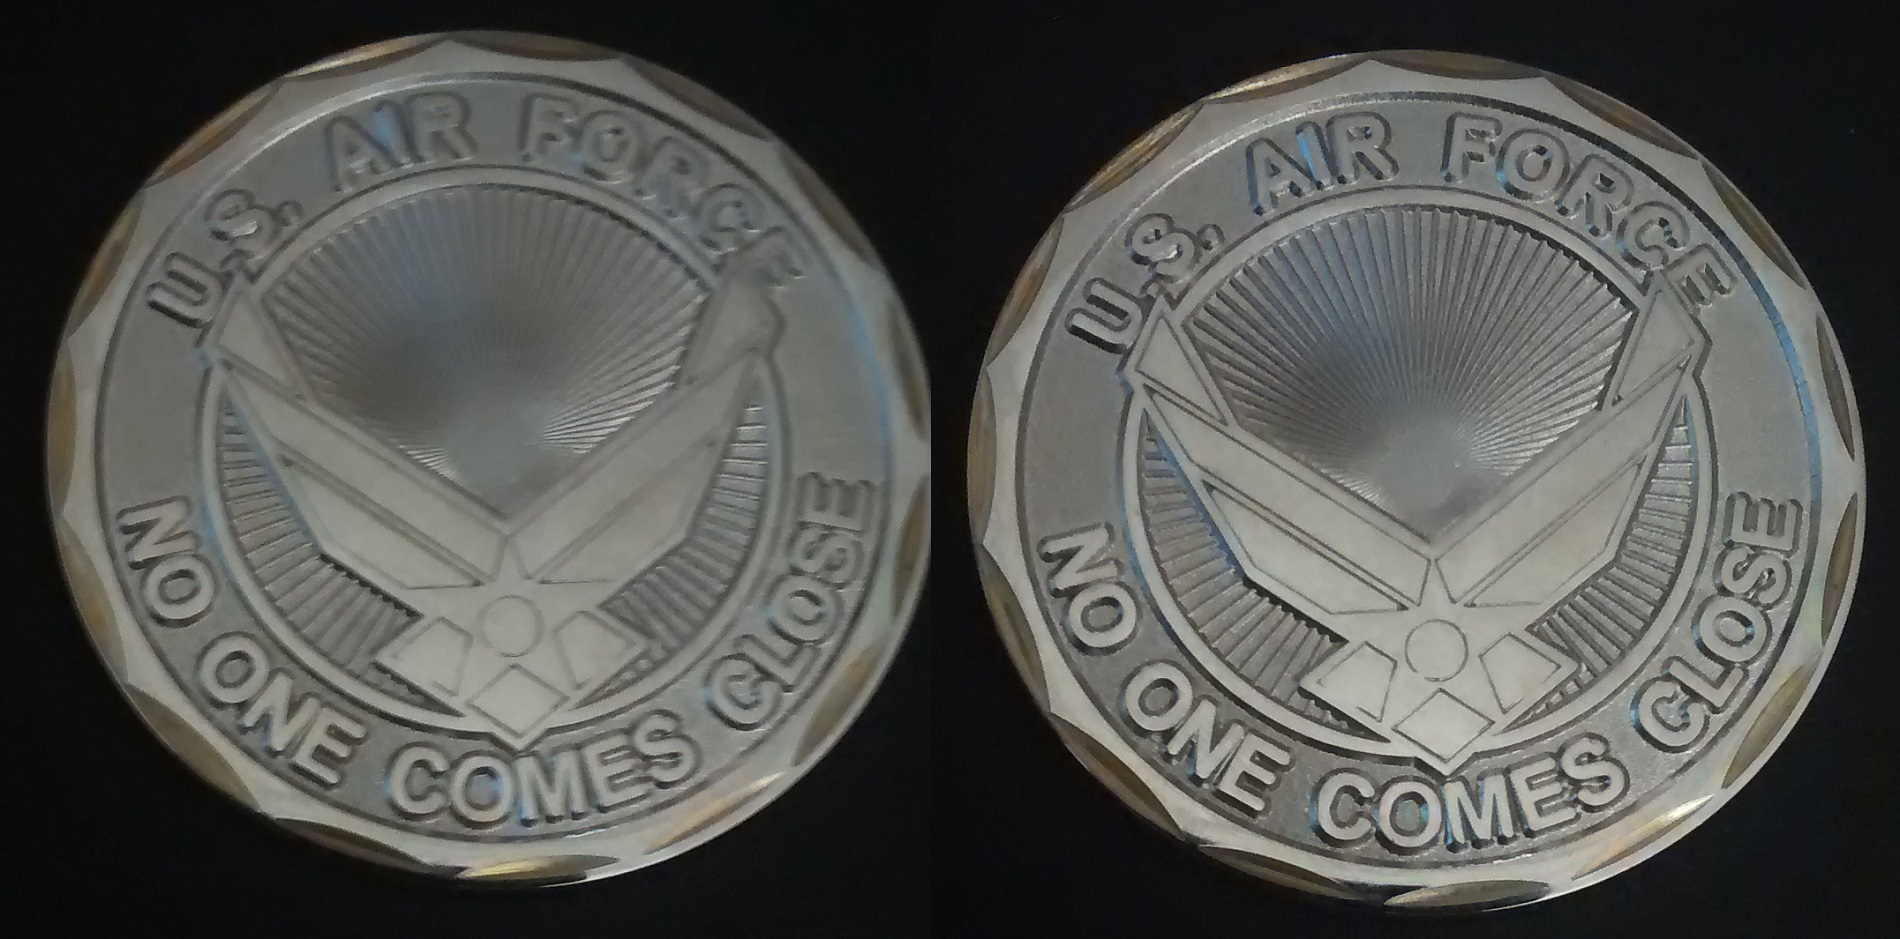 U.S. AIR FORCE
NO ONE COMES CLOSE
U.S. AIR FORCE
NO ONE COMES CLOSE